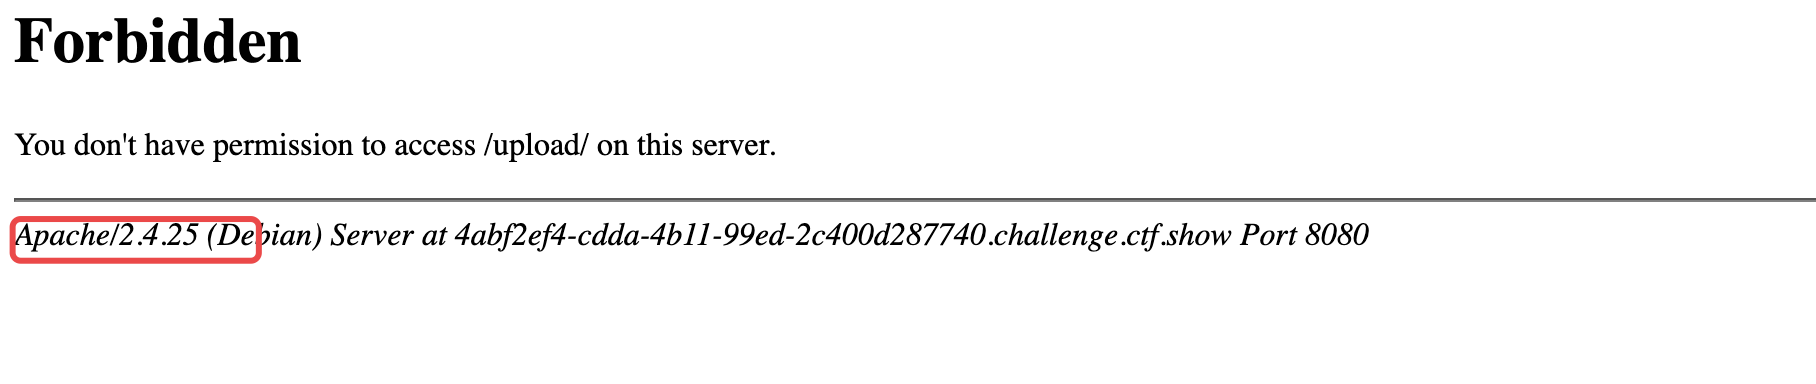 Forbidden
You don't have permission to access /upload/ on this server.
Apache/2.4.25 (Debian) Server at 4abf2ef4-cdda-4b11-99ed-2c400d287740.challenge.ctf.show Port 8080